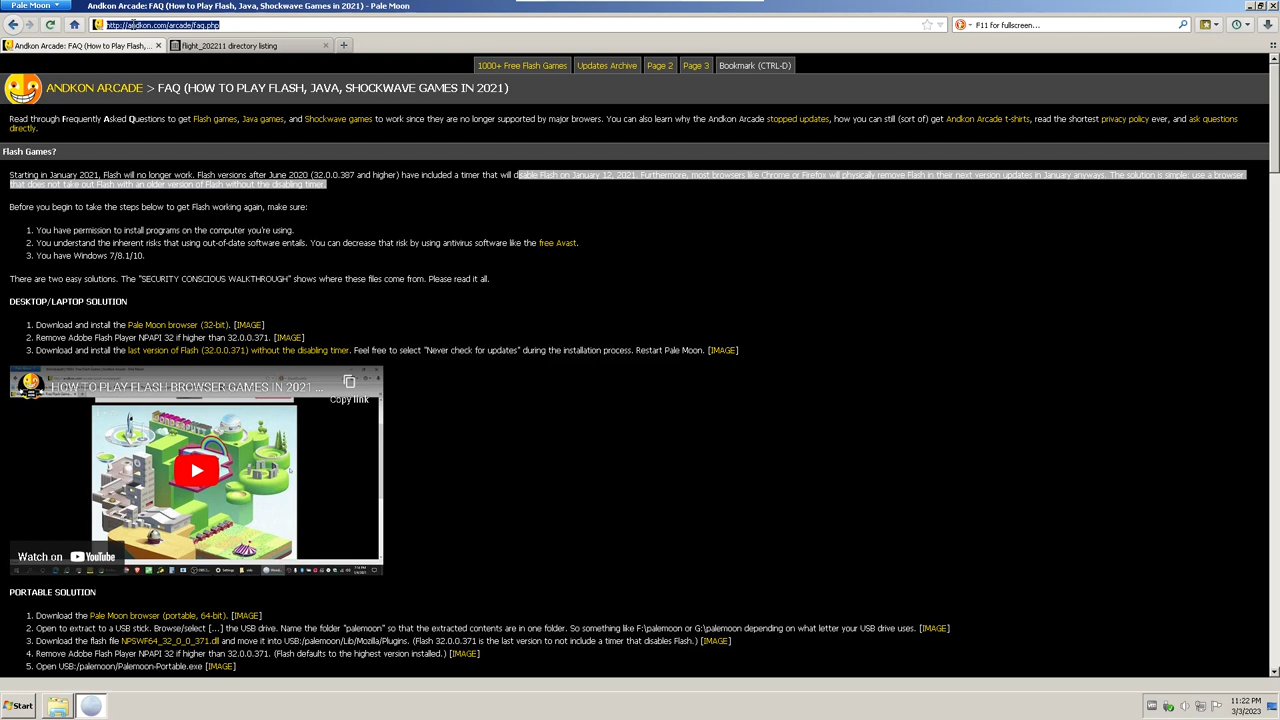 Pale Moon
Andkon Arcade: FAQ (How to Play Flash, Java, Shockwave Games in 2021) - Pale Moon
http://andkon.com/arcade/faq.php
F11 for fullscreen...
Andkon Arcade: FAQ (How to Play Flash, ...
flight_202211 directory listing
1000+ Free Flash Games
Updates Archive
Page 2
Page 3
Bookmark (CTRL-D)
ANDKON ARCADE > FAQ (HOW TO PLAY FLASH, JAVA, SHOCKWAVE GAMES IN 2021)
Read through Frequently Asked Questions to get Flash games, Java games, and Shockwave games to work since they are no longer supported by major browsers. You can also learn why the Andkon Arcade stopped updates, how you can still (sort of) get Andkon Arcade t-shirts, read the shortest privacy policy ever, and ask questions
directly.
Flash Games?
Starting in January 2021, Flash will no longer work. Flash versions after June 2020 (32.0.0.387 and higher) have included a timer that will disable Flash on January 12, 2021. Furthermore, most browsers like Chrome or Firefox will physically remove Flash in their next version updates in January anyways. The solution is simple: use a browser
that does not take out Flash with an older version of Flash without the disabling timer.
Before you begin to take the steps below to get Flash working again, make sure:
1. You have permission to install programs on the computer you're using.
2. You understand the inherent risks that using out-of-date software entails. You can decrease that risk by using antivirus software like the free Avast.
3. You have Windows 7/8.1/10.
There are two easy solutions. The "SECURITY CONSCIOUS WALKTHROUGH" shows where these files come from. Please read it all.
DESKTOP/LAPTOP SOLUTION
1. Download and install the Pale Moon browser (32-bit). [IMAGE]
2. Remove Adobe Flash Player NPAPI 32 if higher than 32.0.0.371. [IMAGE]
3. Download and install the last version of Flash (32.0.0.371) without the disabling timer. Feel free to select "Never check for updates" during the installation process. Restart Pale Moon. [IMAGE]
HOW TO PLAY FLASH BROWSER GAMES IN 2021 ...
Copy link
Watch on YouTube
PORTABLE SOLUTION
1. Download the Pale Moon browser (portable, 64-bit). [IMAGE]
2. Open to extract to a USB stick. Browse/select [...] the USB drive. Name the folder "palemoon" so that the extracted contents are in one folder. So something like F:\palemoon or G:\palemoon depending on what letter your USB drive uses. [IMAGE]
3. Download the flash file NPSWF64_32_0_0_371.dll and move it into USB:/palemoon/Lib/Mozilla/Plugins. (Flash 32.0.0.371 is the last version to not include a timer that disables Flash.) [IMAGE]
4. Remove Adobe Flash Player NPAPI 32 if higher than 32.0.0.371. (Flash defaults to the highest version installed.) [IMAGE]
5. Open USB:/palemoon/Palemoon-Portable.exe [IMAGE]
Start
11:22 PM
3/3/2023